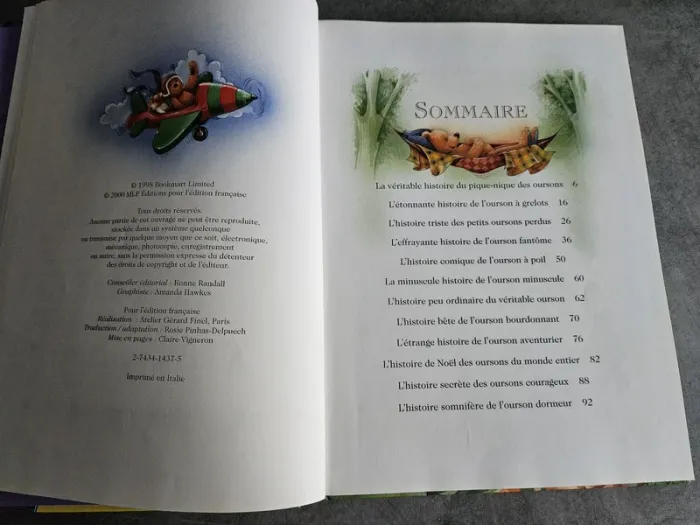 © 1998 Bookmart Limited
© 2000 MLP Éditions pour l'édition française
Tous droits réservés.
Aucune partie de cet ouvrage ne peut être reproduite,
stockée dans un système quelconque
ou transmise par quelque moyen que ce soit, électronique,
mécanique, photocopie, enregistrement
ou autre, sans la permission expresse du détenteur
des droits de copyright et de l'éditeur.
Conseiller éditorial : Ronne Randall
Graphiste : Amanda Hawkes
Pour l'édition française
Réalisation : Atelier Gérard Finel, Paris
Traduction / adaptation : Rosie Pinhas-Delpuech
Mise en pages : Claire Vigneron
2-7434-1437-5
Imprimé en Italie
SOMMAIRE
La véritable histoire du pique-nique des oursons 6
L'étonnante histoire de l'ourson à grelots 16
L'histoire triste des petits oursons perdus 26
L'effrayante histoire de l'ourson fantôme 36
L'histoire comique de l'ourson à poil 50
La minuscule histoire de l'ourson minuscule 60
L'histoire peu ordinaire du véritable ourson 62
L'histoire bête de l'ourson bourdonnant 70
L'étrange histoire de l'ourson aventurier 76
L'histoire de Noël des oursons du monde entier 82
L'histoire secrète des oursons courageux 88
L'histoire somnifère de l'ourson dormeur 92